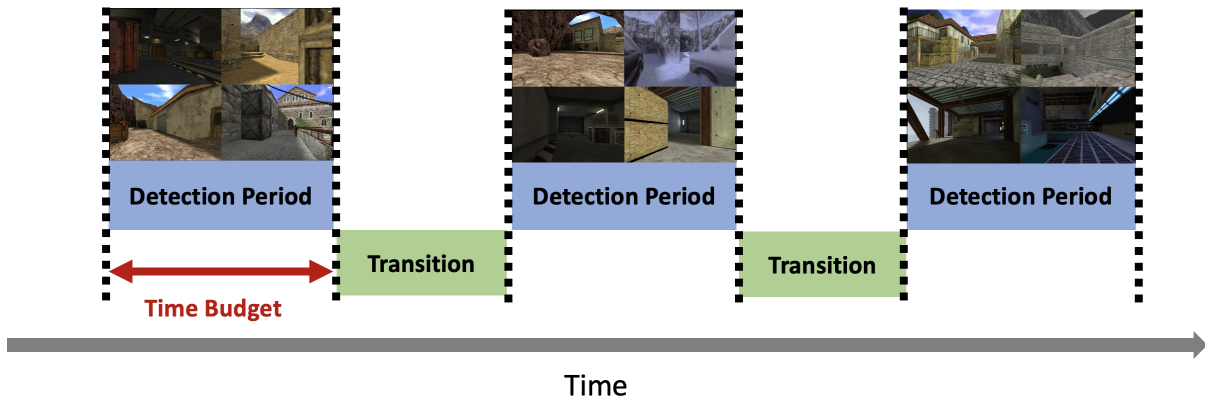 Detection Period
Detection Period
Detection Period
Transition
Transition
Time Budget
Time